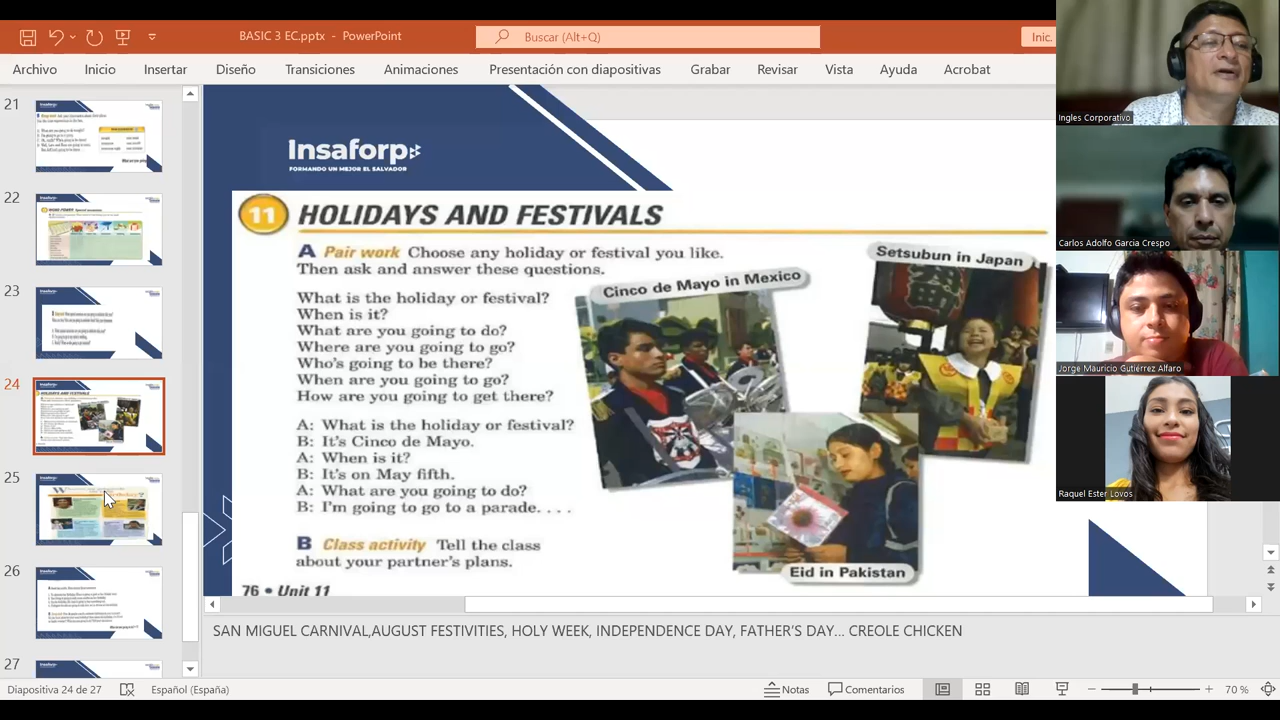 BASIC 3 EC.pptx - PowerPoint
Buscar (Alt+Q)
Inic.
Archivo
Inicio
Insertar
Diseño
Transiciones
Animaciones
Presentación con diapositivas
Grabar
Revisar
Vista
Ayuda
Acrobat
21
22
23
24
25
26
27
Insaforp
FORMANDO UN MEJOR EL SALVADOR
11 HOLIDAYS AND FESTIVALS
A Pair work Choose any holiday or festival you like.
Then ask and answer these questions.
What is the holiday or festival?
When is it?
What are you going to do?
Where are you going to go?
Who's going to be there?
When are you going to go?
How are you going to get there?
A: What is the holiday or festival?
B: It's Cinco de Mayo.
A: When is it?
B: It's on May fifth.
A: What are you going to do?
B: I'm going to go to a parade. . . .
B Class activity Tell the class
about your partner's plans.
76 • Unit 11
Cinco de Mayo in Mexico
Setsubun in Japan
Eid in Pakistan
SAN MIGUEL CARNIVAL,AUGUST FESTIVITIES, HOLY WEEK, INDEPENDENCE DAY, FATHER'S DAY... CREOLE CHICKEN
Diapositiva 24 de 27
Español (España)
Notas
Comentarios
70 %
Ingles Corporativo
Carlos Adolfo Garcia Crespo
Jorge Mauricio Gutiérrez Alfaro
Raquel Ester Lovos